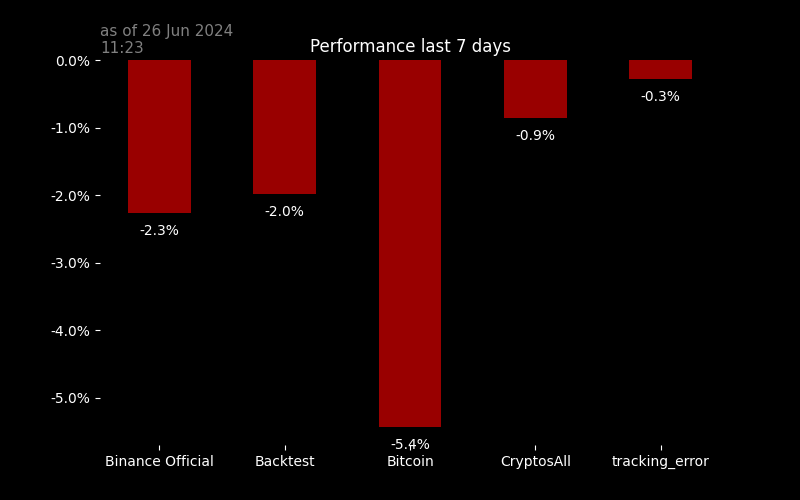 as of 26 Jun 2024
11:23
Performance last 7 days
0.0%
-1.0%
-2.0%
-3.0%
-4.0%
-5.0%
-2.3%
-2.0%
-5.4%
-0.9%
-0.3%
Binance Official
Backtest
Bitcoin
CryptosAll
tracking_error